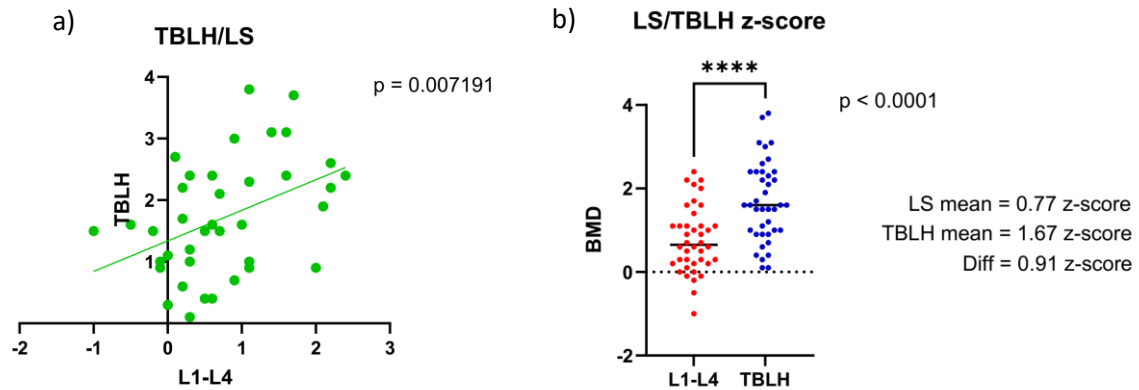 a)
TBLH/LS
p = 0.007191
TBLH
4
3
2
1
-2
-1
0
1
2
3
L1-L4
b)
LS/TBLH z-score
****
p < 0.0001
BMD
4
2
0
-2
L1-L4
TBLH
LS mean = 0.77 z-score
TBLH mean = 1.67 z-score
Diff = 0.91 z-score